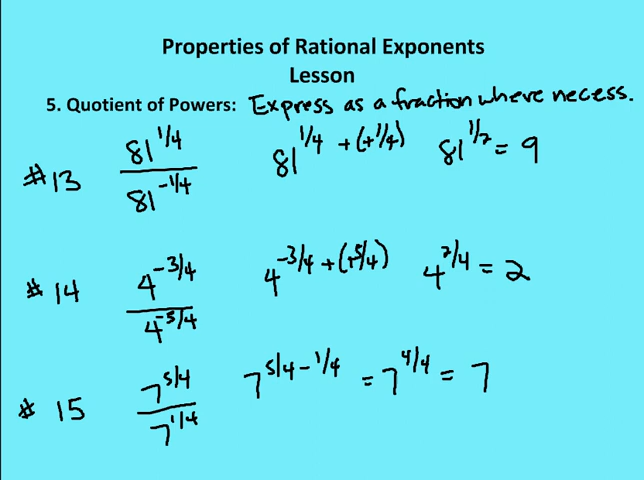 Properties of Rational Exponents
Lesson
5. Quotient of Powers: Express as a fraction where necess.
#13 81^1/4 / 81^-1/4 81^1/4 + (+1/4) 81^1/2 = 9
#14 4^-3/4 / 4^-5/4 4^-3/4 + (+5/4) 4^2/4 = 2
#15 7^5/4 / 7^1/4 7^5/4 - 1/4 = 7^4/4 = 7